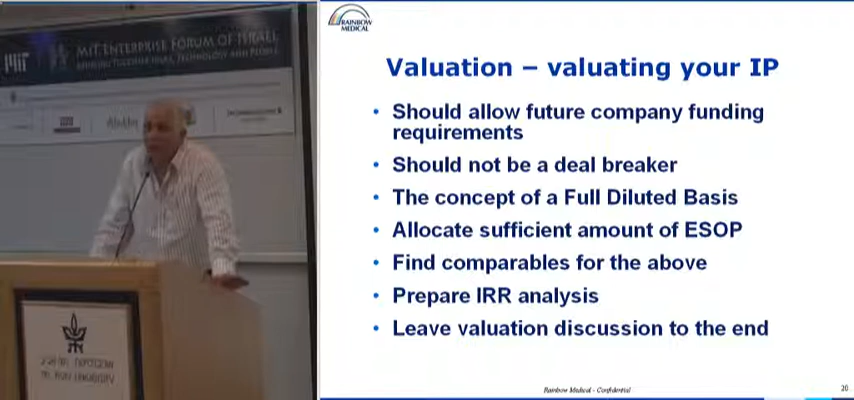 RAINBOW
MEDICAL
Valuation – valuating your IP
• Should allow future company funding
requirements
• Should not be a deal breaker
• The concept of a Full Diluted Basis
• Allocate sufficient amount of ESOP
• Find comparables for the above
• Prepare IRR analysis
• Leave valuation discussion to the end
Rainbow Medical - Confidential
20
MIT ENTERPRISE FORUM OF ISRAEL